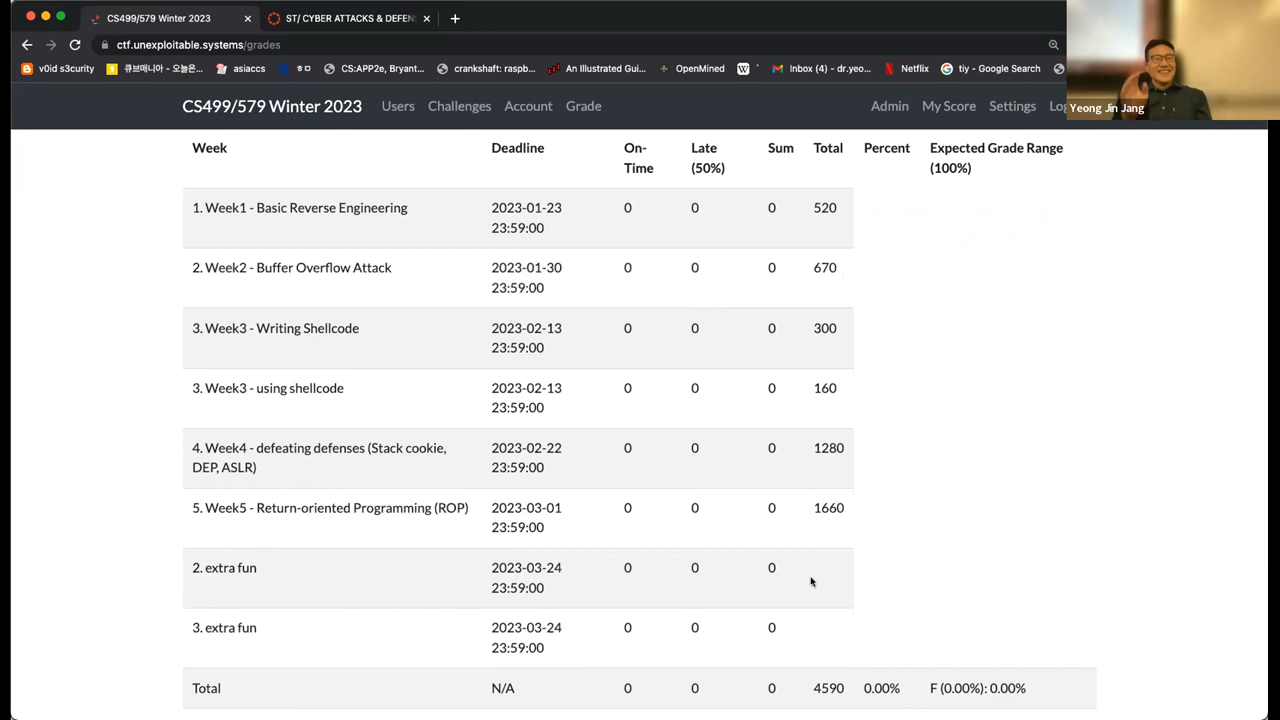 CS499/579 Winter 2023
ST/ CYBER ATTACKS & DEFEN
ctf.unexploitable.systems/grades
v0id s3curity
큐브매니아 - 오늘은...
asiaccs
ㅎㅁ
CS:APP2e, Bryant...
crankshaft: raspb...
An Illustrated Gui...
OpenMined
Inbox (4) - dr.yeo...
Netflix
tiy - Google Search
Yeong Jin Jang
CS499/579 Winter 2023 Users Challenges Account Grade Admin My Score Settings
Week Deadline On-Time Late (50%) Sum Total Percent Expected Grade Range (100%)
1. Week1 - Basic Reverse Engineering 2023-01-23 23:59:00 0 0 0 520
2. Week2 - Buffer Overflow Attack 2023-01-30 23:59:00 0 0 0 670
3. Week3 - Writing Shellcode 2023-02-13 23:59:00 0 0 0 300
3. Week3 - using shellcode 2023-02-13 23:59:00 0 0 0 160
4. Week4 - defeating defenses (Stack cookie, DEP, ASLR) 2023-02-22 23:59:00 0 0 0 1280
5. Week5 - Return-oriented Programming (ROP) 2023-03-01 23:59:00 0 0 0 1660
2. extra fun 2023-03-24 23:59:00 0 0 0
3. extra fun 2023-03-24 23:59:00 0 0 0
Total N/A 0 0 0 4590 0.00% F (0.00%): 0.00%